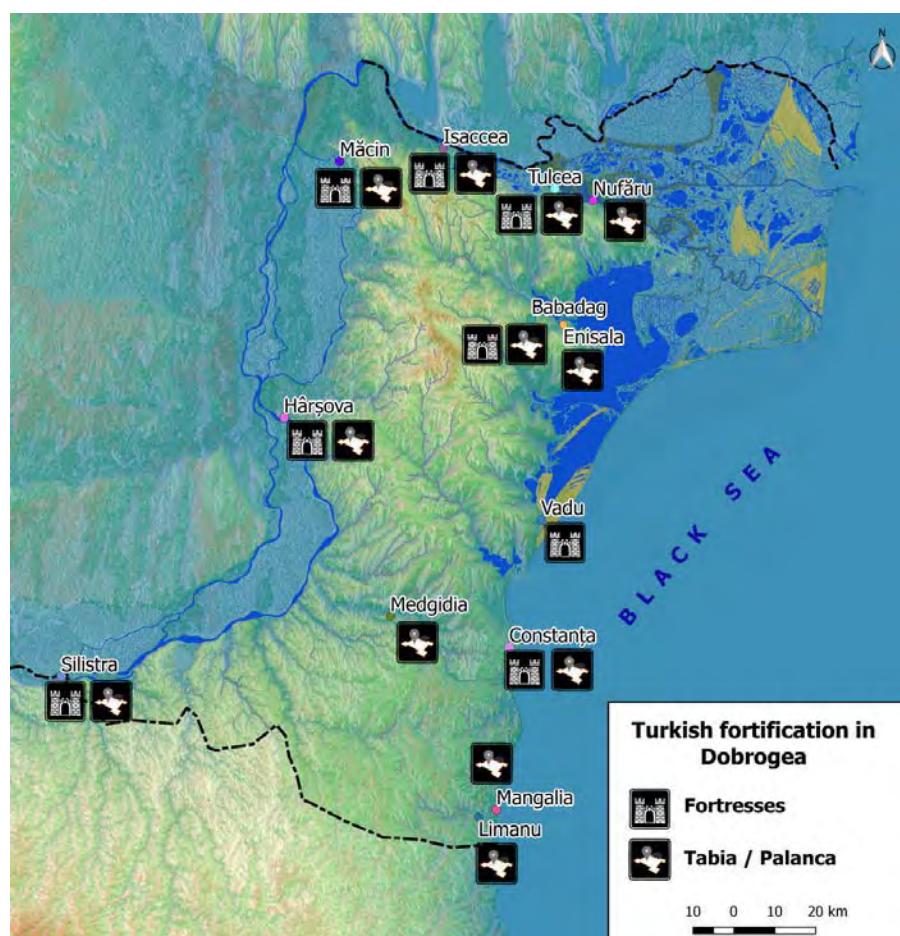 N
Isaccea
Măcin
Tulcea
Nufăru
Babadag
Enisala
Hârșova
Vadu
BLACK SEA
Medgidia
Constanța
Silistra
Mangalia
Limanu
Turkish fortification in
Dobrogea
Fortresses
Tabia / Palanca
10 0 10 20 km